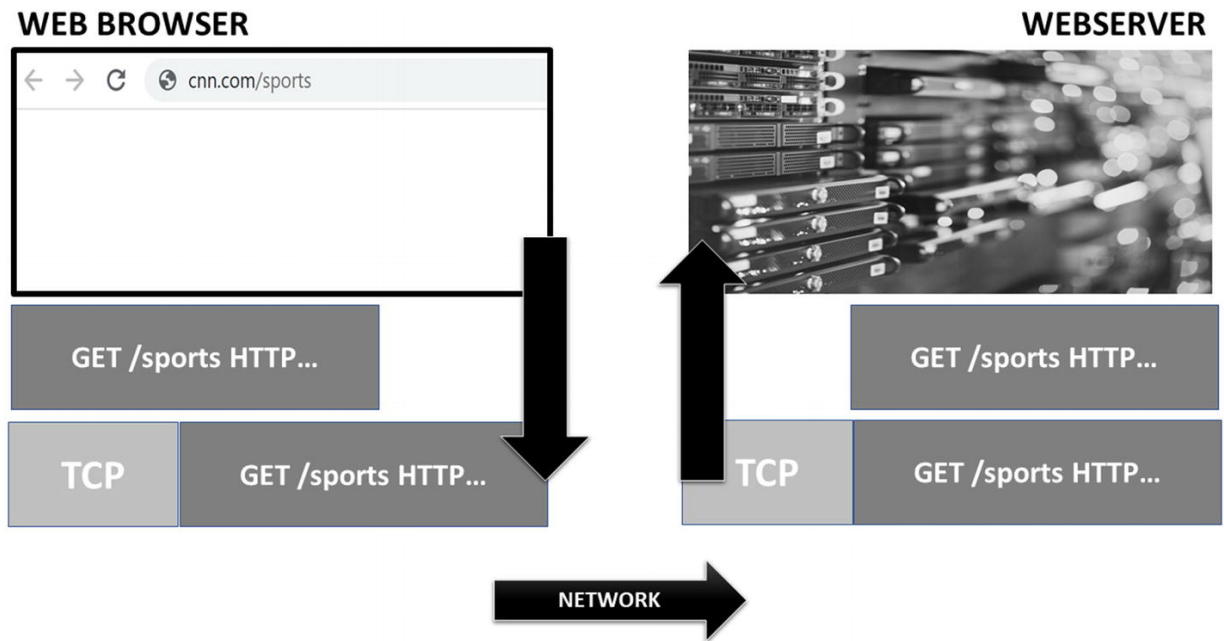 WEB BROWSER
WEBSERVER
cnn.com/sports
GET /sports HTTP...
GET /sports HTTP...
TCP
GET /sports HTTP...
TCP
GET /sports HTTP...
NETWORK